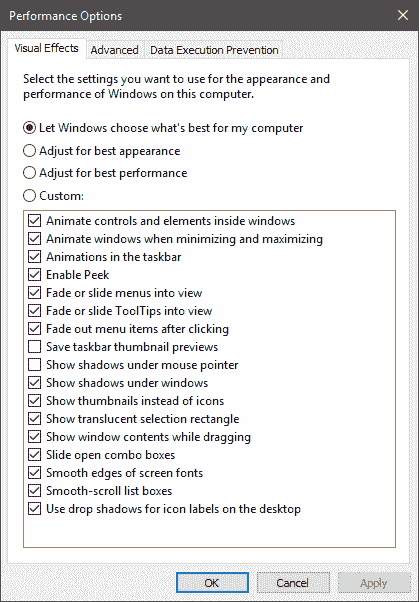 Performance Options
Visual Effects
Advanced
Data Execution Prevention
Select the settings you want to use for the appearance and
performance of Windows on this computer.
Let Windows choose what's best for my computer
Adjust for best appearance
Adjust for best performance
Custom:
Animate controls and elements inside windows
Animate windows when minimizing and maximizing
Animations in the taskbar
Enable Peek
Fade or slide menus into view
Fade or slide ToolTips into view
Fade out menu items after clicking
Save taskbar thumbnail previews
Show shadows under mouse pointer
Show shadows under windows
Show thumbnails instead of icons
Show translucent selection rectangle
Show window contents while dragging
Slide open combo boxes
Smooth edges of screen fonts
Smooth-scroll list boxes
Use drop shadows for icon labels on the desktop
OK
Cancel
Apply